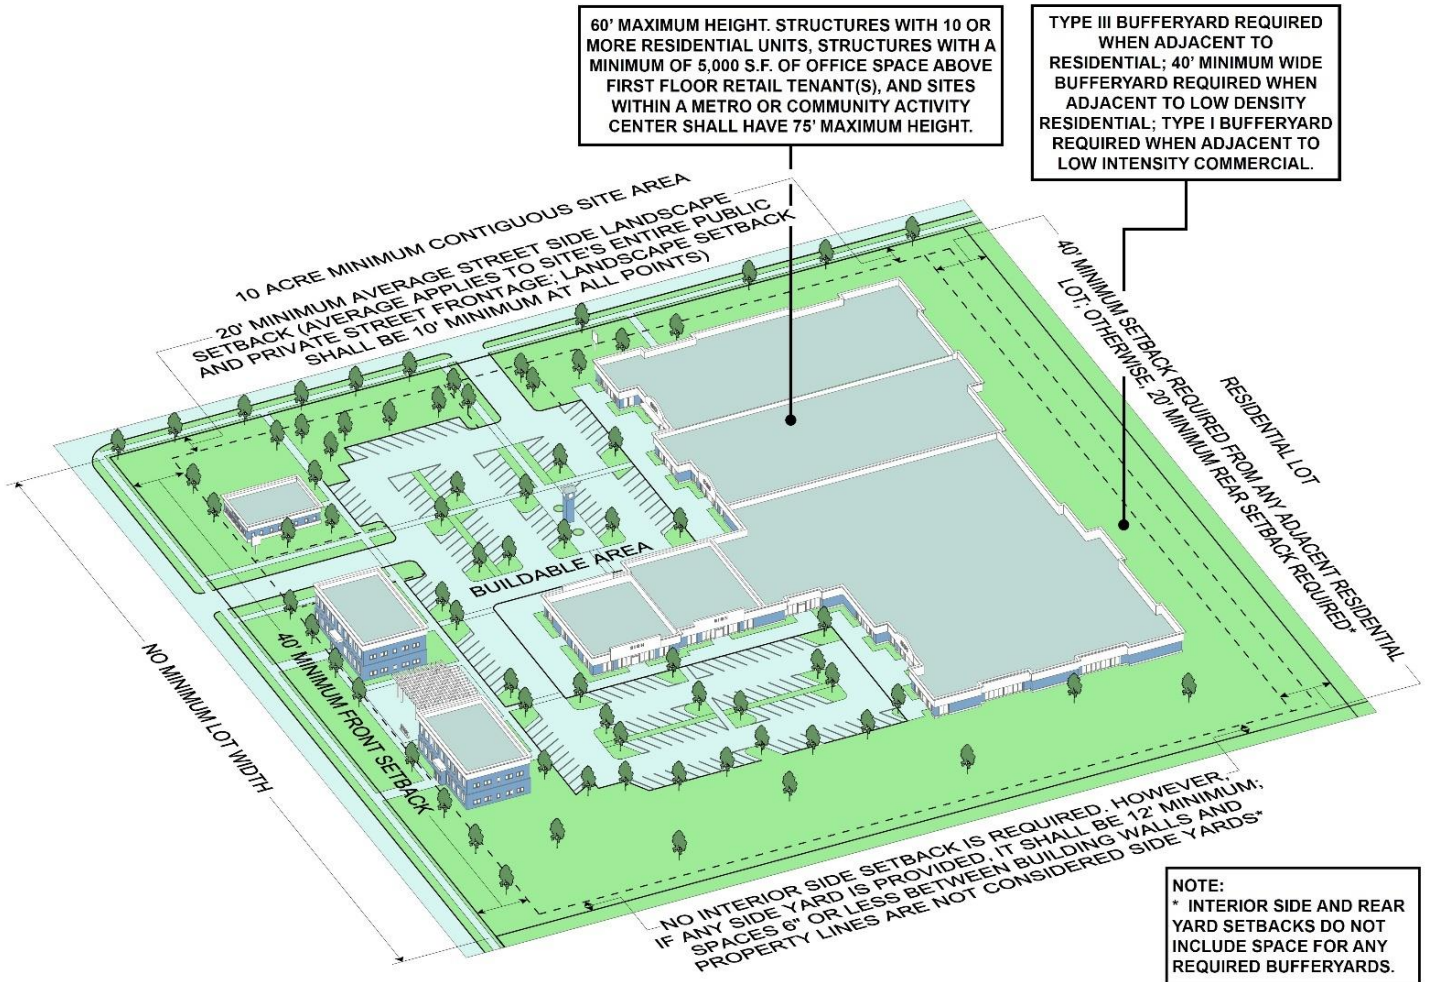 60' MAXIMUM HEIGHT. STRUCTURES WITH 10 OR
MORE RESIDENTIAL UNITS, STRUCTURES WITH A
MINIMUM OF 5,000 S.F. OF OFFICE SPACE ABOVE
FIRST FLOOR RETAIL TENANT(S), AND SITES
WITHIN A METRO OR COMMUNITY ACTIVITY
CENTER SHALL HAVE 75' MAXIMUM HEIGHT.
TYPE III BUFFERYARD REQUIRED
WHEN ADJACENT TO
RESIDENTIAL; 40' MINIMUM WIDE
BUFFERYARD REQUIRED WHEN
ADJACENT TO LOW DENSITY
RESIDENTIAL; TYPE I BUFFERYARD
REQUIRED WHEN ADJACENT TO
LOW INTENSITY COMMERCIAL.
10 ACRE MINIMUM CONTIGUOUS SITE AREA
20' MINIMUM AVERAGE STREET SIDE LANDSCAPE
SETBACK (AVERAGE APPLIES TO SITE'S ENTIRE PUBLIC
AND PRIVATE STREET FRONTAGE; LANDSCAPE SETBACK
SHALL BE 10' MINIMUM AT ALL POINTS)
RESIDENTIAL LOT
40' MINIMUM SETBACK REQUIRED FROM ANY ADJACENT RESIDENTIAL
LOT: OTHERWISE, 20' MINIMUM REAR SETBACK REQUIRED*
BUILDABLE AREA
SIGN
SIGN
40' MINIMUM FRONT SETBACK
NO MINIMUM LOT WIDTH
NO INTERIOR SIDE SETBACK IS REQUIRED. HOWEVER,
IF ANY SIDE YARD IS PROVIDED, IT SHALL BE 12' MINIMUM;
SPACES 6" OR LESS BETWEEN BUILDING WALLS AND
PROPERTY LINES ARE NOT CONSIDERED SIDE YARDS*
NOTE:
* INTERIOR SIDE AND REAR
YARD SETBACKS DO NOT
INCLUDE SPACE FOR ANY
REQUIRED BUFFERYARDS.